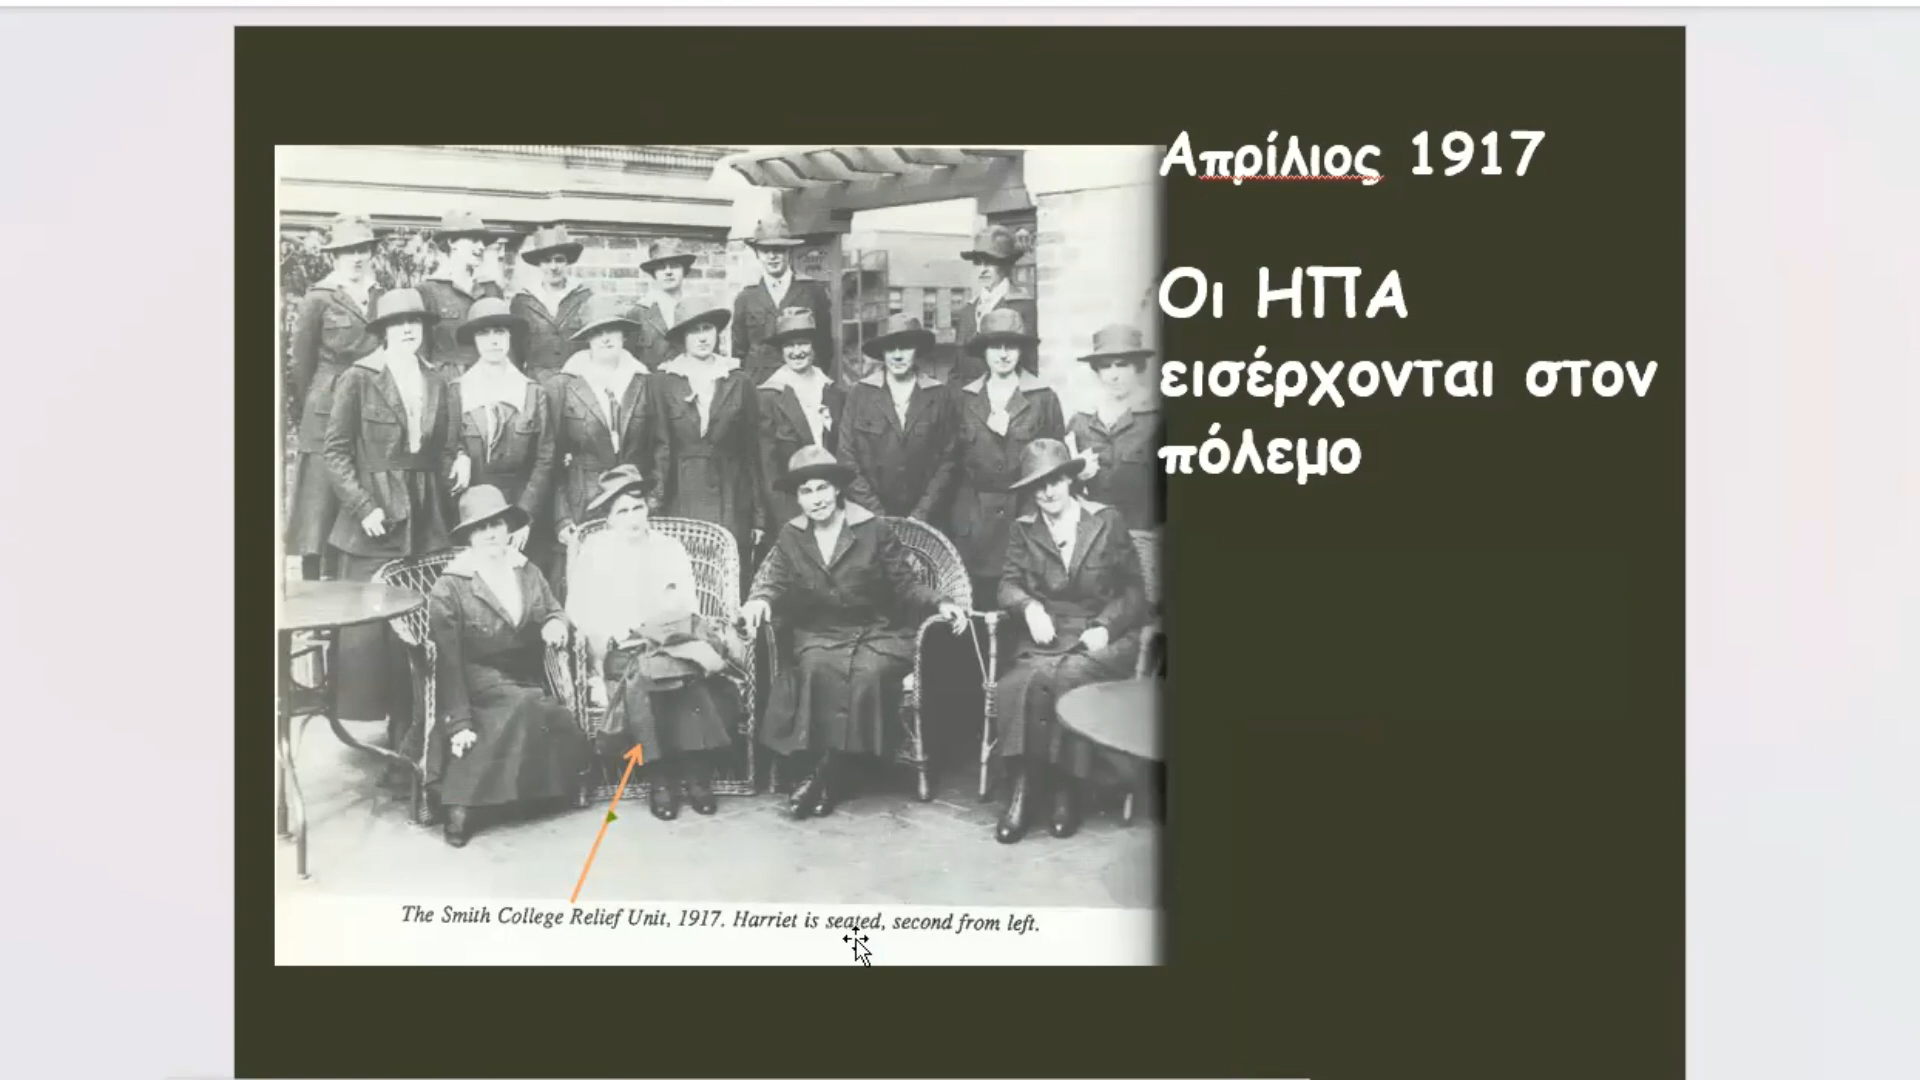 Απρίλιος 1917
Οι ΗΠΑ
εισέρχονται στον
πόλεμο
The Smith College Relief Unit, 1917. Harriet is seated, second from left.